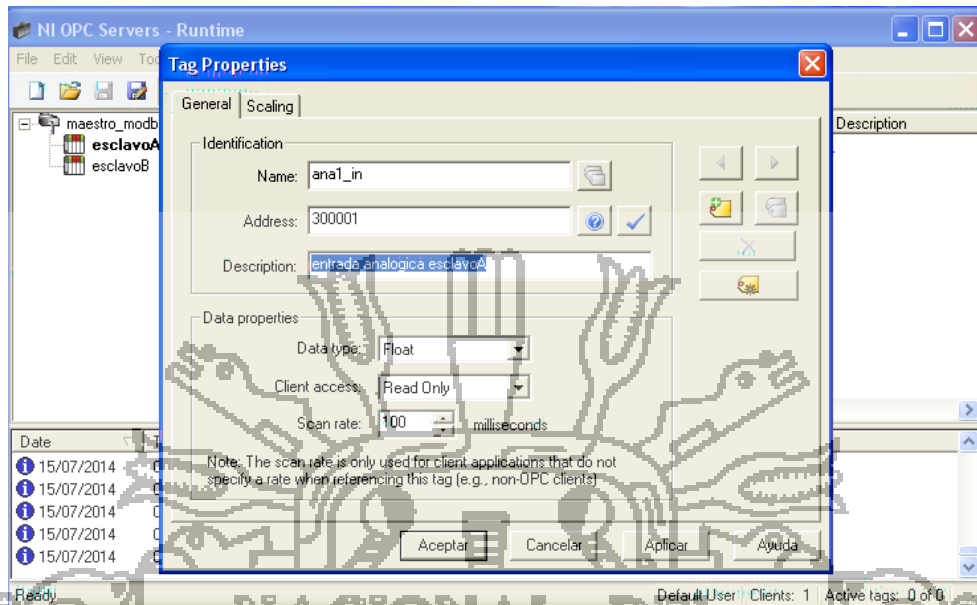 NI OPC Servers - Runtime
File Edit View
Tag Properties
General Scaling
maestro_modb
esclavoA
esclavoB
Description
Identification
Name: ana1_in
Address: 300001
Description: entrada analogica esclavoA
Data properties
Data type: Float
Client access: Read Only
Scan rate: 100 milliseconds
Note: The scan rate is only used for client applications that do not
specify a rate when referencing this tag (e.g., non-OPC clients)
Aceptar Cancelar Aplicar Ayuda
Date
15/07/2014
15/07/2014
15/07/2014
15/07/2014
15/07/2014
Ready Default User Clients: 1 Active tags: 0 of 0